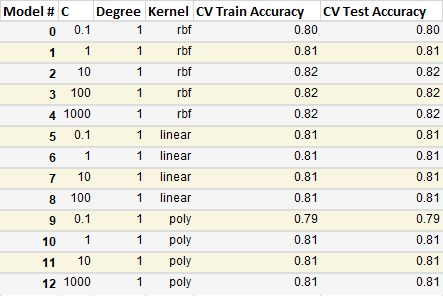 Model # C Degree Kernel CV Train Accuracy CV Test Accuracy
0 0.1 1 rbf 0.80 0.80
1 1 1 rbf 0.81 0.81
2 10 1 rbf 0.82 0.82
3 100 1 rbf 0.82 0.82
4 1000 1 rbf 0.82 0.82
5 0.1 1 linear 0.81 0.81
6 1 1 linear 0.81 0.81
7 10 1 linear 0.81 0.81
8 100 1 linear 0.81 0.81
9 0.1 1 poly 0.79 0.79
10 1 1 poly 0.81 0.81
11 10 1 poly 0.81 0.81
12 1000 1 poly 0.81 0.81